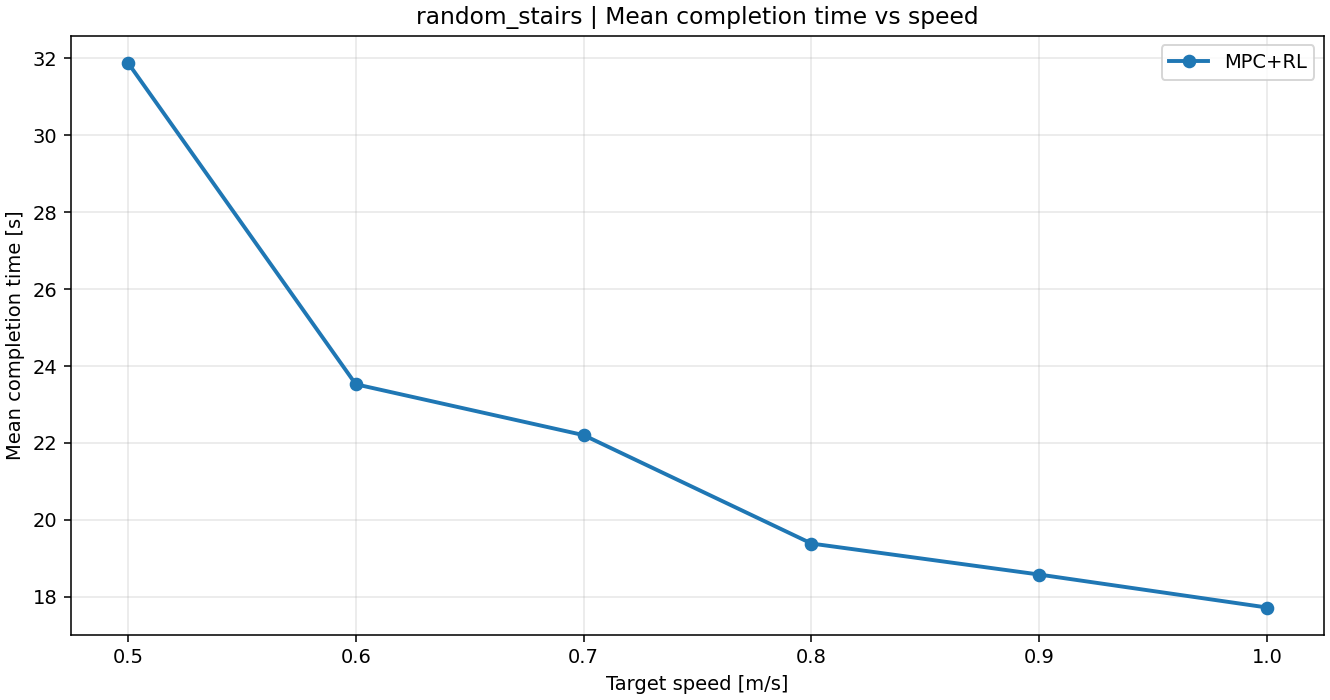 random_stairs | Mean completion time vs speed
MPC+RL
Mean completion time [s]
32
30
28
26
24
22
20
18
0.5 0.6 0.7 0.8 0.9 1.0
Target speed [m/s]